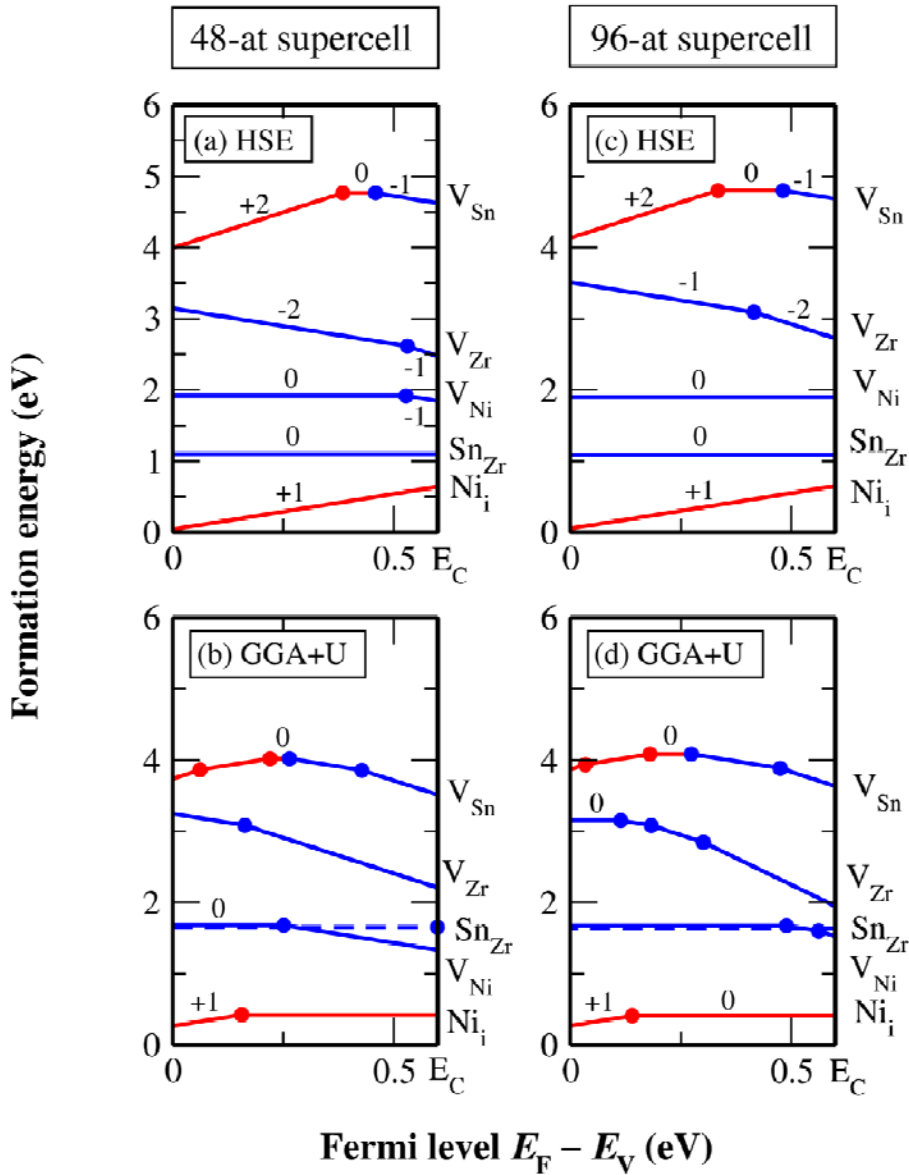 48-at supercell
96-at supercell
Formation energy (eV)
(a) HSE
6
5
4
3
2
1
0
+2
0
-1
V_Sn
-2
V_Zr
-1
0
V_Ni
-1
0
Sn_Zr
+1
Ni_i
0
0.5
E_C
(c) HSE
+2
0
-1
V_Sn
-1
-2
V_Zr
0
V_Ni
0
Sn_Zr
+1
Ni_i
0
0.5
E_C
(b) GGA+U
6
4
2
0
0
V_Sn
V_Zr
0
Sn_Zr
V_Ni
+1
Ni_i
0
0.5
E_C
(d) GGA+U
0
V_Sn
0
V_Zr
Sn_Zr
V_Ni
+1
0
Ni_i
0
0.5
E_C
Fermi level E_F – E_V (eV)